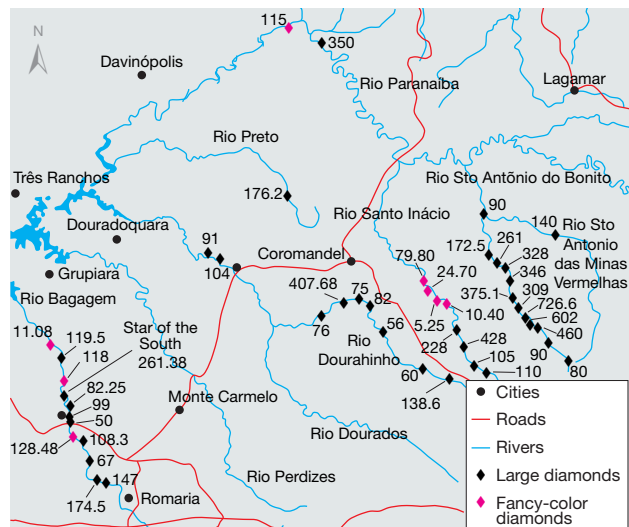 N
115
350
Davinópolis
Rio Paranaiba
Lagamar
Rio Preto
Três Ranchos
176.2
Rio Sto Antõnio do Bonito
Rio Santo Inácio
90
140
Rio Sto
Antonio
das Minas
Vermelhas
Douradoquara
91
104
Coromandel
79.80
24.70
172.5
261
328
346
Grupiara
Rio Bagagem
407.68
75
82
76
56
5.25
10.40
375.1
309
726.6
602
460
11.08
119.5
118
Star of the
South
261.38
Rio
Dourahinho
228
428
105
110
90
80
60
138.6
82.25
99
50
Monte Carmelo
128.48
108.3
67
147
174.5
Romaria
Rio Dourados
Rio Perdizes
Cities
Roads
Rivers
Large diamonds
Fancy-color
diamonds